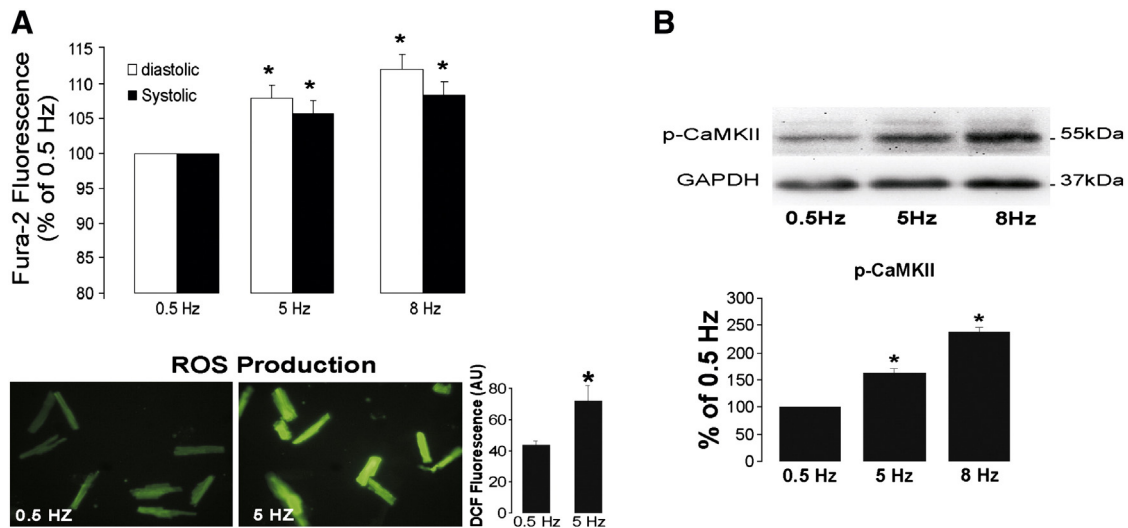 A
Fura-2 Fluorescence
(% of 0.5 Hz)
115
110
105
100
95
90
85
80
diastolic
Systolic
*
*
*
*
0.5 Hz
5 Hz
8 Hz
ROS Production
0.5 HZ
5 HZ
DCF Fluorescence (AU)
80
60
40
20
0
*
0.5 Hz
5 Hz
B
p-CaMKII
55kDa
GAPDH
37kDa
0.5Hz
5Hz
8Hz
p-CaMKII
% of 0.5 Hz
300
250
200
150
100
50
0
*
*
0.5 Hz
5 Hz
8 Hz